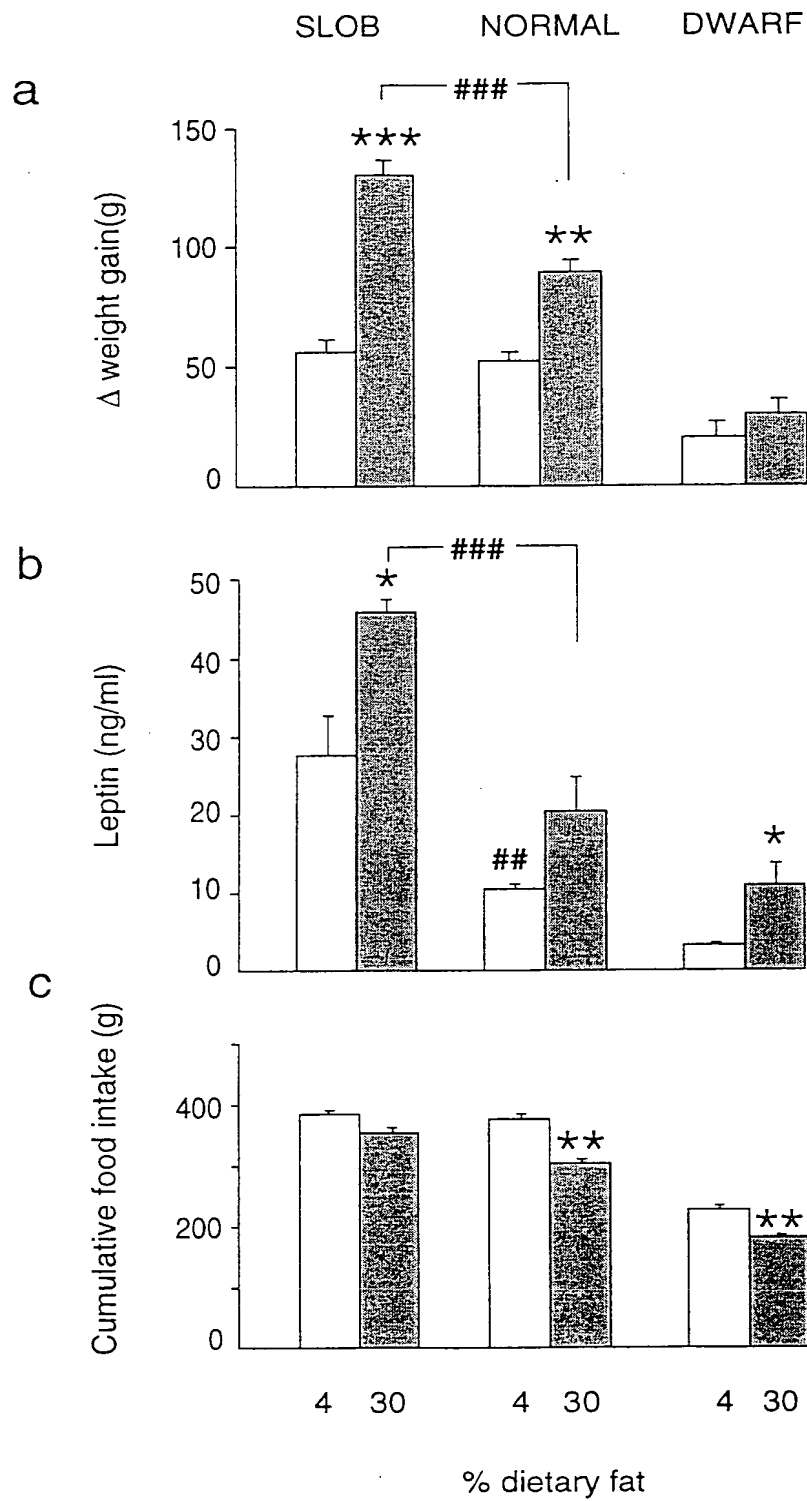 SLOB NORMAL DWARF
a
###
150
***
100
**
50
0
Δ weight gain(g)
b
###
50
*
40
30
20
##
*
10
0
Leptin (ng/ml)
c
400
**
200
**
0
Cumulative food intake (g)
4 30 4 30 4 30
% dietary fat